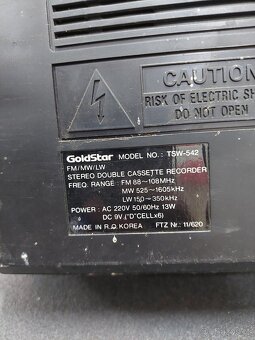 CAUTION
RISK OF ELECTRIC SH
DO NOT OPEN
GoldStar MODEL NO. : TSW-542
FM/MW/LW
STEREO DOUBLE CASSETTE RECORDER
FREQ. RANGE : FM 88~108MHz
MW 525~1605kHz
LW 150~350kHz
POWER : AC 220V 50/60Hz 13W
DC 9V ("D"CELLx6)
MADE IN R.O.KOREA FTZ Nr.: 11/620